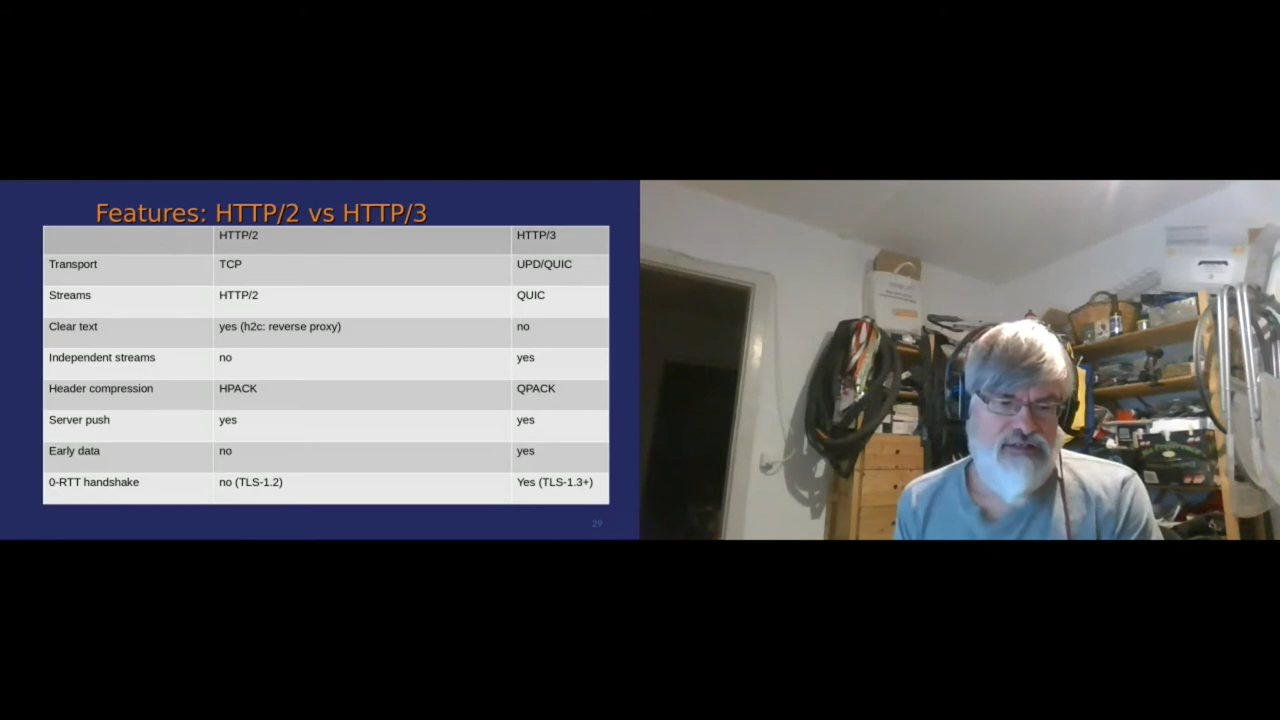 Features: HTTP/2 vs HTTP/3
HTTP/2 HTTP/3
Transport TCP UPD/QUIC
Streams HTTP/2 QUIC
Clear text yes (h2c: reverse proxy) no
Independent streams no yes
Header compression HPACK QPACK
Server push yes yes
Early data no yes
0-RTT handshake no (TLS-1.2) Yes (TLS-1.3+)
29